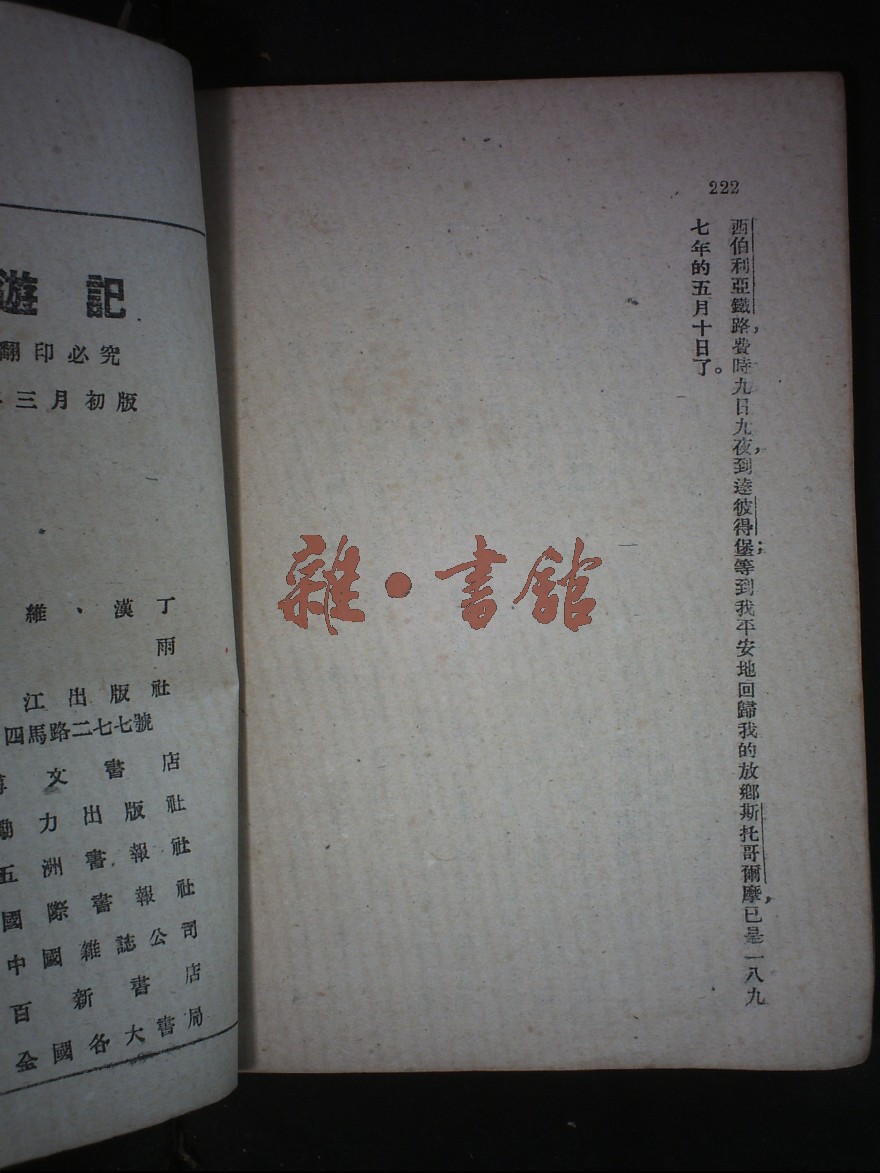 222
西伯利亞鐵路，費時九日九夜，到達彼得堡；等到我平安地回歸我的放鄉斯托哥爾摩，已是一八九
七年的五月十日了。
雜·書館
遊記
翻印必究
三月初版
維、漢丁
雨
江出版社
四馬路二七七號
文書店
力出版社
五洲書報社
國際書報社
中國雜誌公司
百新書店
全國各大書局